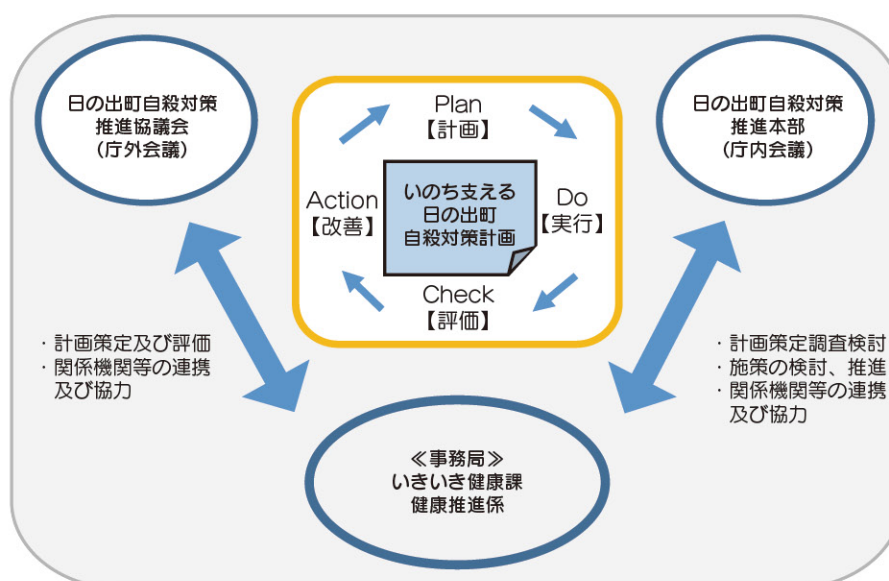 日の出町自殺対策
推進協議会
(庁外会議)
Plan
【計画】
日の出町自殺対策
推進本部
(庁内会議)
Action
【改善】
いのち支える
日の出町
自殺対策計画
Do
【実行】
Check
【評価】
・計画策定及び評価
・関係機関等の連携
及び協力
・計画策定調査検討
・施策の検討、推進
・関係機関等の連携
及び協力
≪事務局≫
いきいき健康課
健康推進係